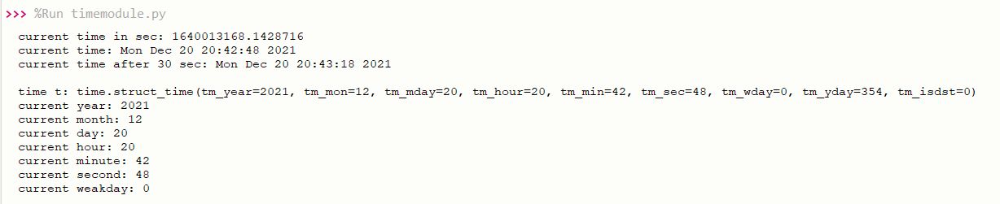 >>> %Run timemodule.py
current time in sec: 1640013168.1428716
current time: Mon Dec 20 20:42:48 2021
current time after 30 sec: Mon Dec 20 20:43:18 2021
time t: time.struct_time(tm_year=2021, tm_mon=12, tm_mday=20, tm_hour=20, tm_min=42, tm_sec=48, tm_wday=0, tm_yday=354, tm_isdst=0)
current year: 2021
current month: 12
current day: 20
current hour: 20
current minute: 42
current second: 48
current weakday: 0